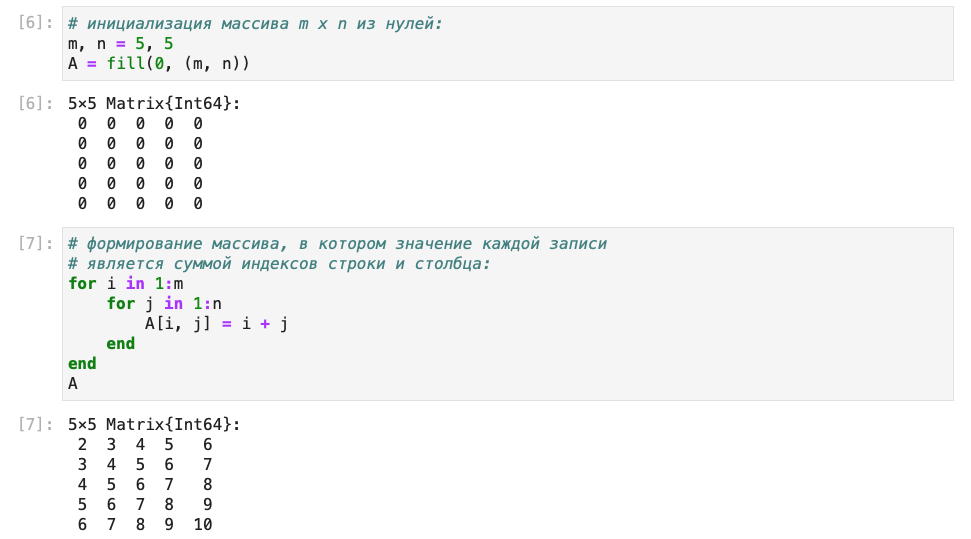 [6]: # инициализация массива m x n из нулей:
m, n = 5, 5
A = fill(0, (m, n))
[6]: 5×5 Matrix{Int64}:
 0  0  0  0  0
 0  0  0  0  0
 0  0  0  0  0
 0  0  0  0  0
 0  0  0  0  0
[7]: # формирование массива, в котором значение каждой записи
# является суммой индексов строки и столбца:
for i in 1:m
    for j in 1:n
        A[i, j] = i + j
    end
end
A
[7]: 5×5 Matrix{Int64}:
 2  3  4  5   6
 3  4  5  6   7
 4  5  6  7   8
 5  6  7  8   9
 6  7  8  9  10